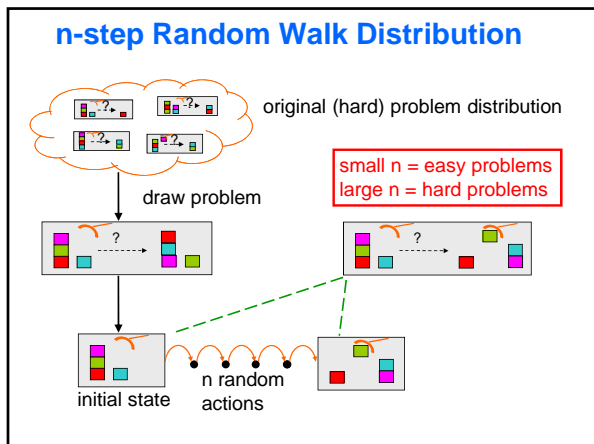 n-step Random Walk Distribution
?
?
?
?
original (hard) problem distribution
small n = easy problems
large n = hard problems
draw problem
?
?
n random
actions
initial state